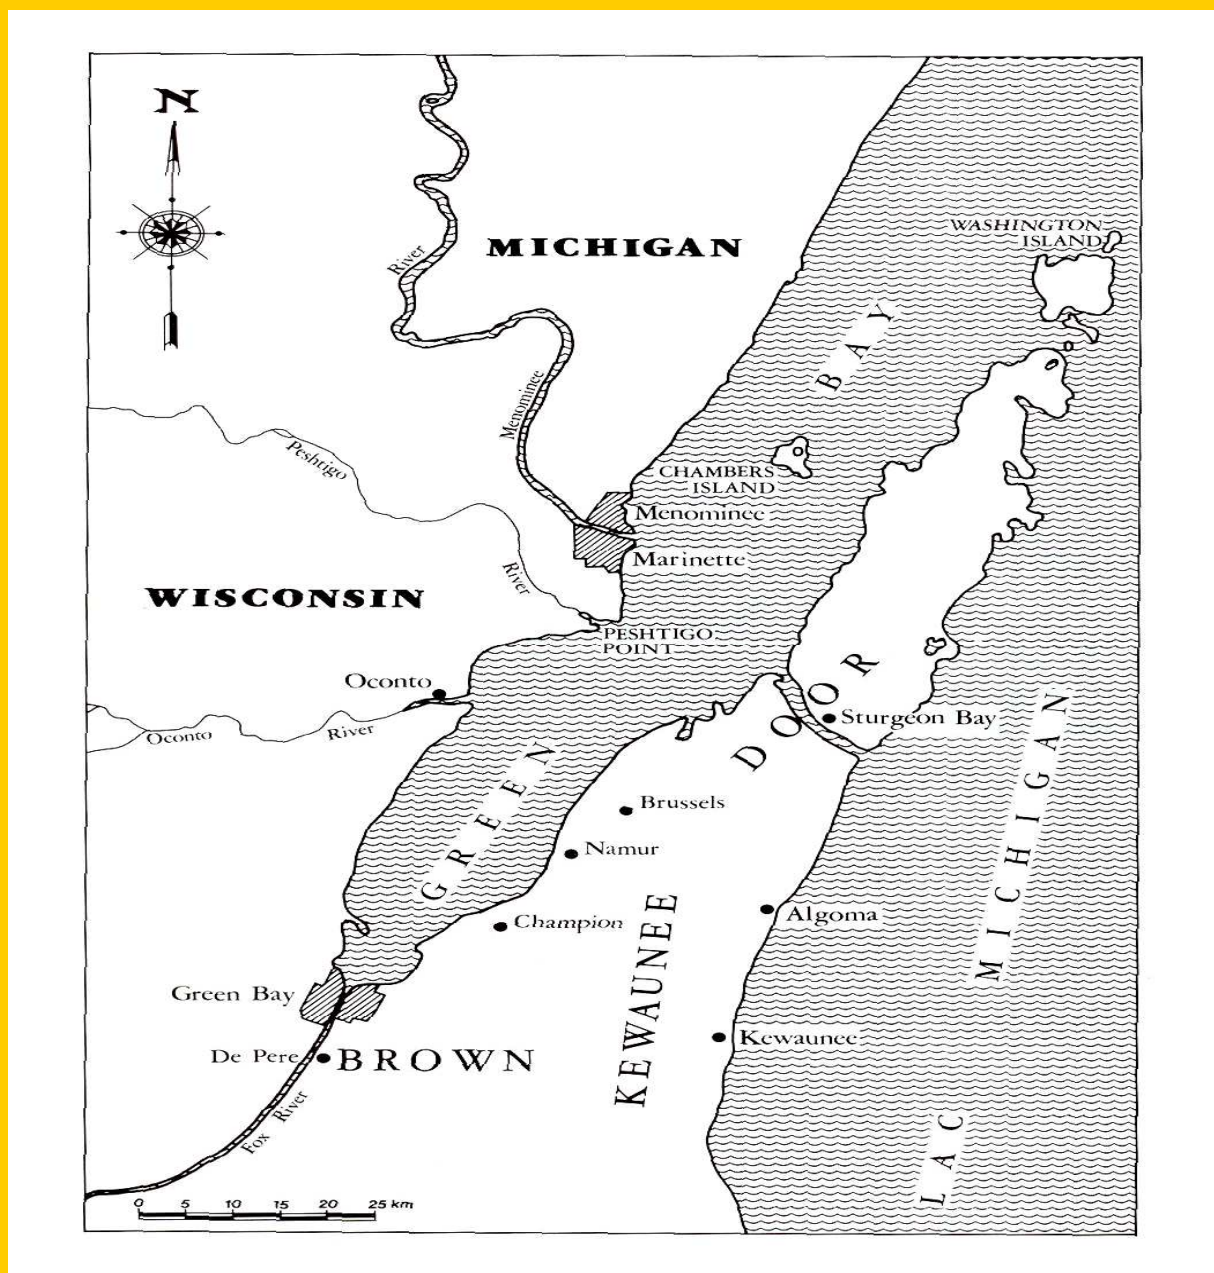 N
MICHIGAN
River
WASHINGTON
ISLAND
BAY
Menominee
Peshtigo
River
CHAMBERS
ISLAND
Menominee
Marinette
WISCONSIN
PESHTIGO
POINT
Oconto
Oconto
River
DOOR
Sturgeon Bay
GREEN
Brussels
Namur
Champion
Algoma
LAC MICHIGAN
KEWAUNEE
Green Bay
Kewaunee
De Pere
BROWN
Fox River
0 5 10 15 20 25 km